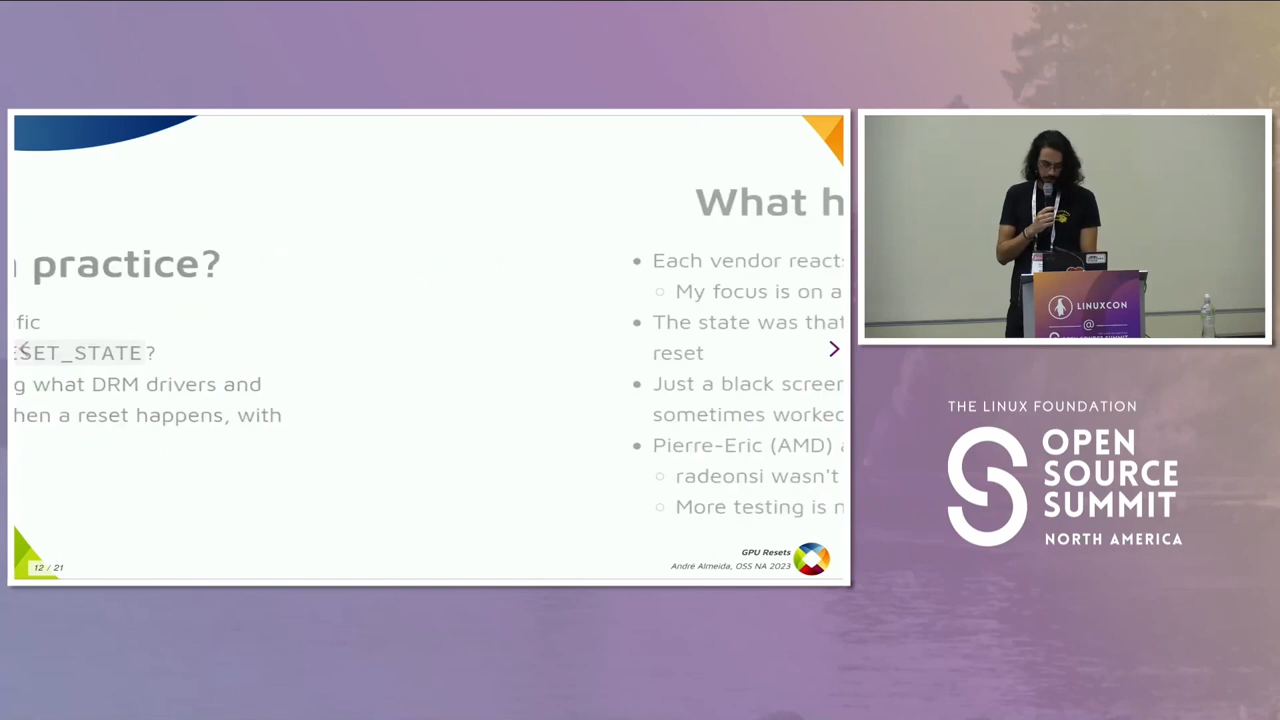 practice?
fic
SET_STATE?
g what DRM drivers and
hen a reset happens, with
What h
Each vendor react
My focus is on a
The state was that
reset
Just a black screen
sometimes worked
Pierre-Eric (AMD) a
radeonsi wasn't
More testing is n
GPU Resets
André Almeida, OSS NA 2023
12 / 21
LINUXCON
@
THE LINUX FOUNDATION
OPEN
SOURCE
SUMMIT
NORTH AMERICA